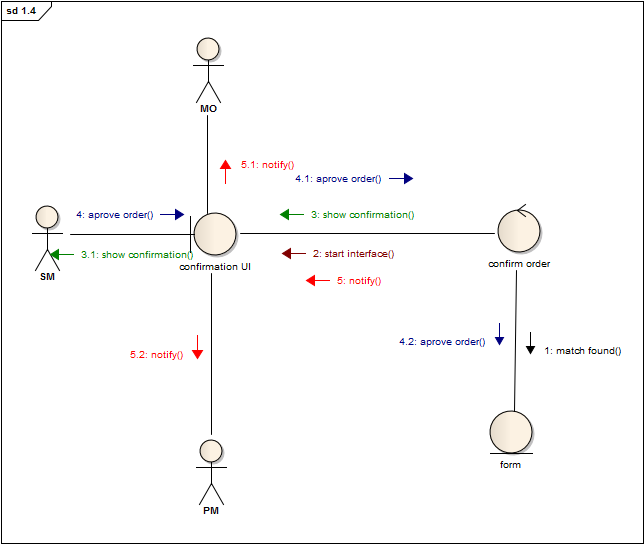 sd 1.4
MO
5.1: notify()
4.1: aprove order()
4: aprove order()
3: show confirmation()
3.1: show confirmation()
2: start interface()
confirmation UI
confirm order
SM
5: notify()
4.2: aprove order()
1: match found()
5.2: notify()
form
PM